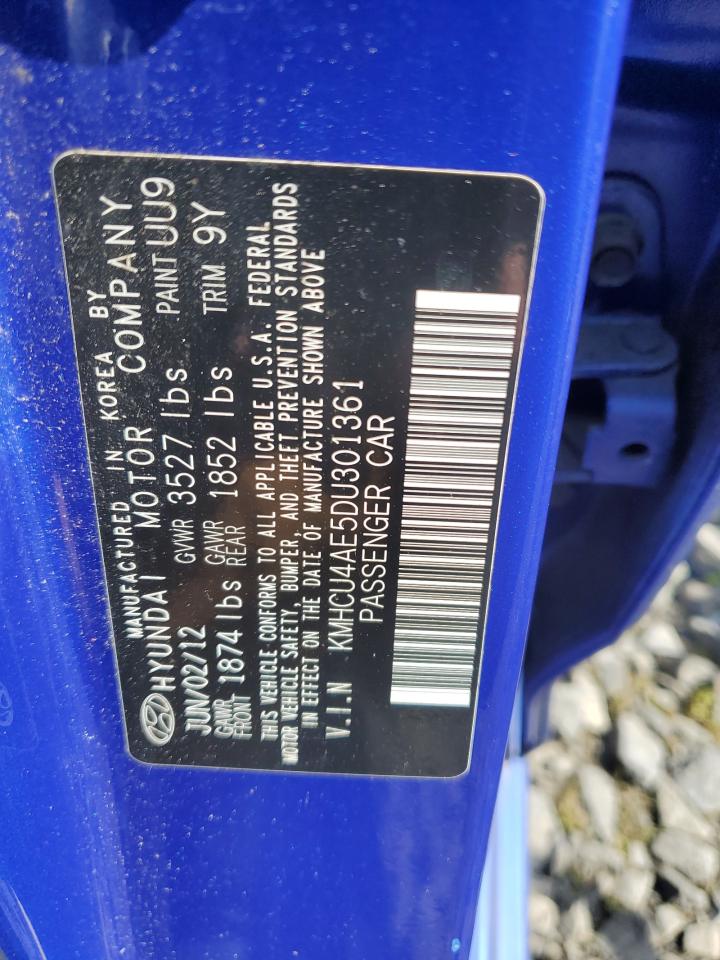 MANUFACTURED IN KOREA BY
HYUNDAI MOTOR COMPANY
JUN/02/12 GVWR 3527 lbs PAINT UU9
GAWR FRONT 1874 lbs GAWR REAR 1852 lbs TRIM 9Y
THIS VEHICLE CONFORMS TO ALL APPLICABLE U.S.A. FEDERAL
MOTOR VEHICLE SAFETY, BUMPER, AND THEFT PREVENTION STANDARDS
IN EFFECT ON THE DATE OF MANUFACTURE SHOWN ABOVE
V.I.N KMHCU4AE5DU301361
PASSENGER CAR